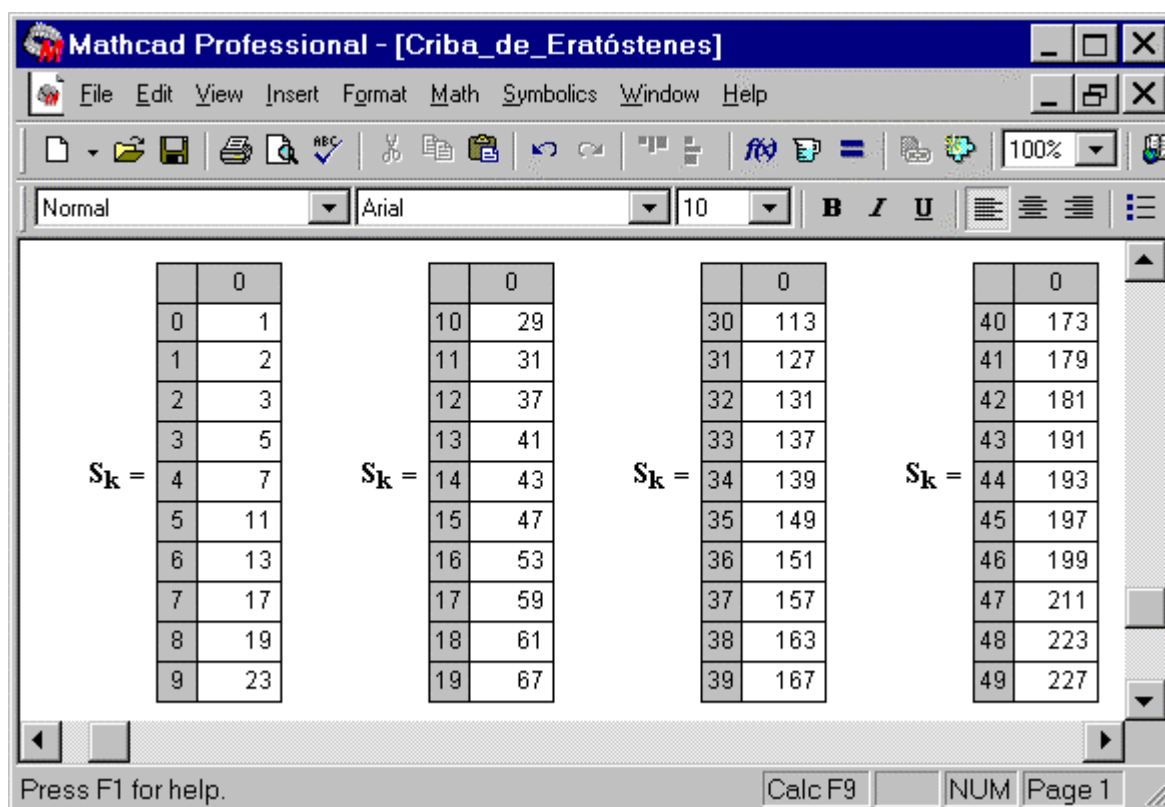 Mathcad Professional - [Criba_de_Eratóstenes]
File Edit View Insert Format Math Symbolics Window Help
ABC f(x) 100%
Normal Arial 10 B I U
0 0 0 0
0 1 10 29 30 113 40 173
1 2 11 31 31 127 41 179
2 3 12 37 32 131 42 181
3 5 13 41 33 137 43 191
Sk = 4 7 Sk = 14 43 Sk = 34 139 Sk = 44 193
5 11 15 47 35 149 45 197
6 13 16 53 36 151 46 199
7 17 17 59 37 157 47 211
8 19 18 61 38 163 48 223
9 23 19 67 39 167 49 227
Press F1 for help. Calc F9 NUM Page 1